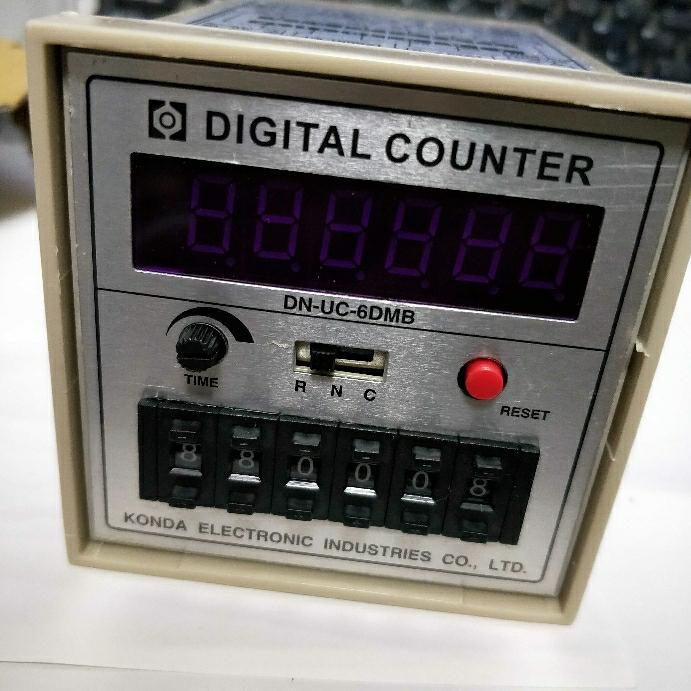 DIGITAL COUNTER
DN-UC-6DMB
TIME
R N C
RESET
8 8 0 0 0 8
KONDA ELECTRONIC INDUSTRIES CO., LTD.